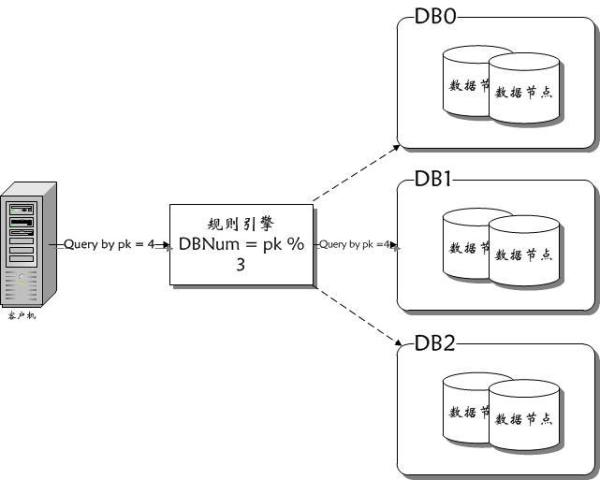 DB0
数据节
数据节点
DB1
数据节
数据节点
DB2
数据节
数据节点
规则引擎
DBNum = pk %
3
Query by pk = 4
Query by pk =4
客户机